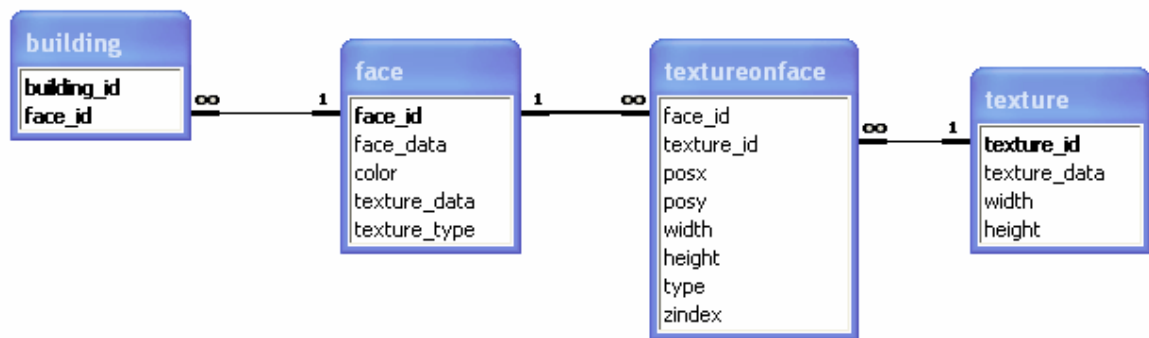 building
building_id
face_id
∞
1
face
face_id
face_data
color
texture_data
texture_type
1
∞
textureonface
face_id
texture_id
posx
posy
width
height
type
zindex
∞
1
texture
texture_id
texture_data
width
height